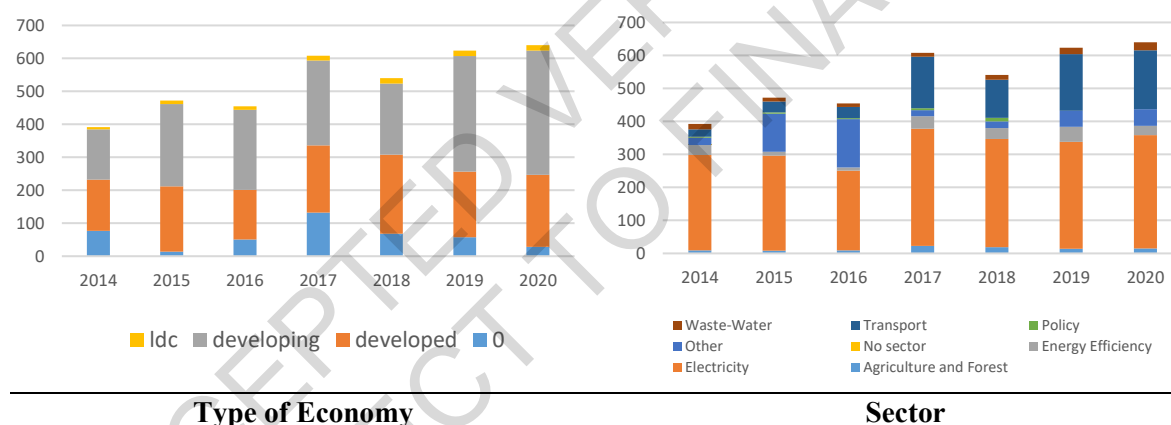 700
600
500
400
300
200
100
0
2014 2015 2016 2017 2018 2019 2020
ldc developing developed 0
Type of Economy
700
600
500
400
300
200
100
0
2014 2015 2016 2017 2018 2019 2020
Waste-Water Transport Policy
Other No sector Energy Efficiency
Electricity Agriculture and Forest
Sector